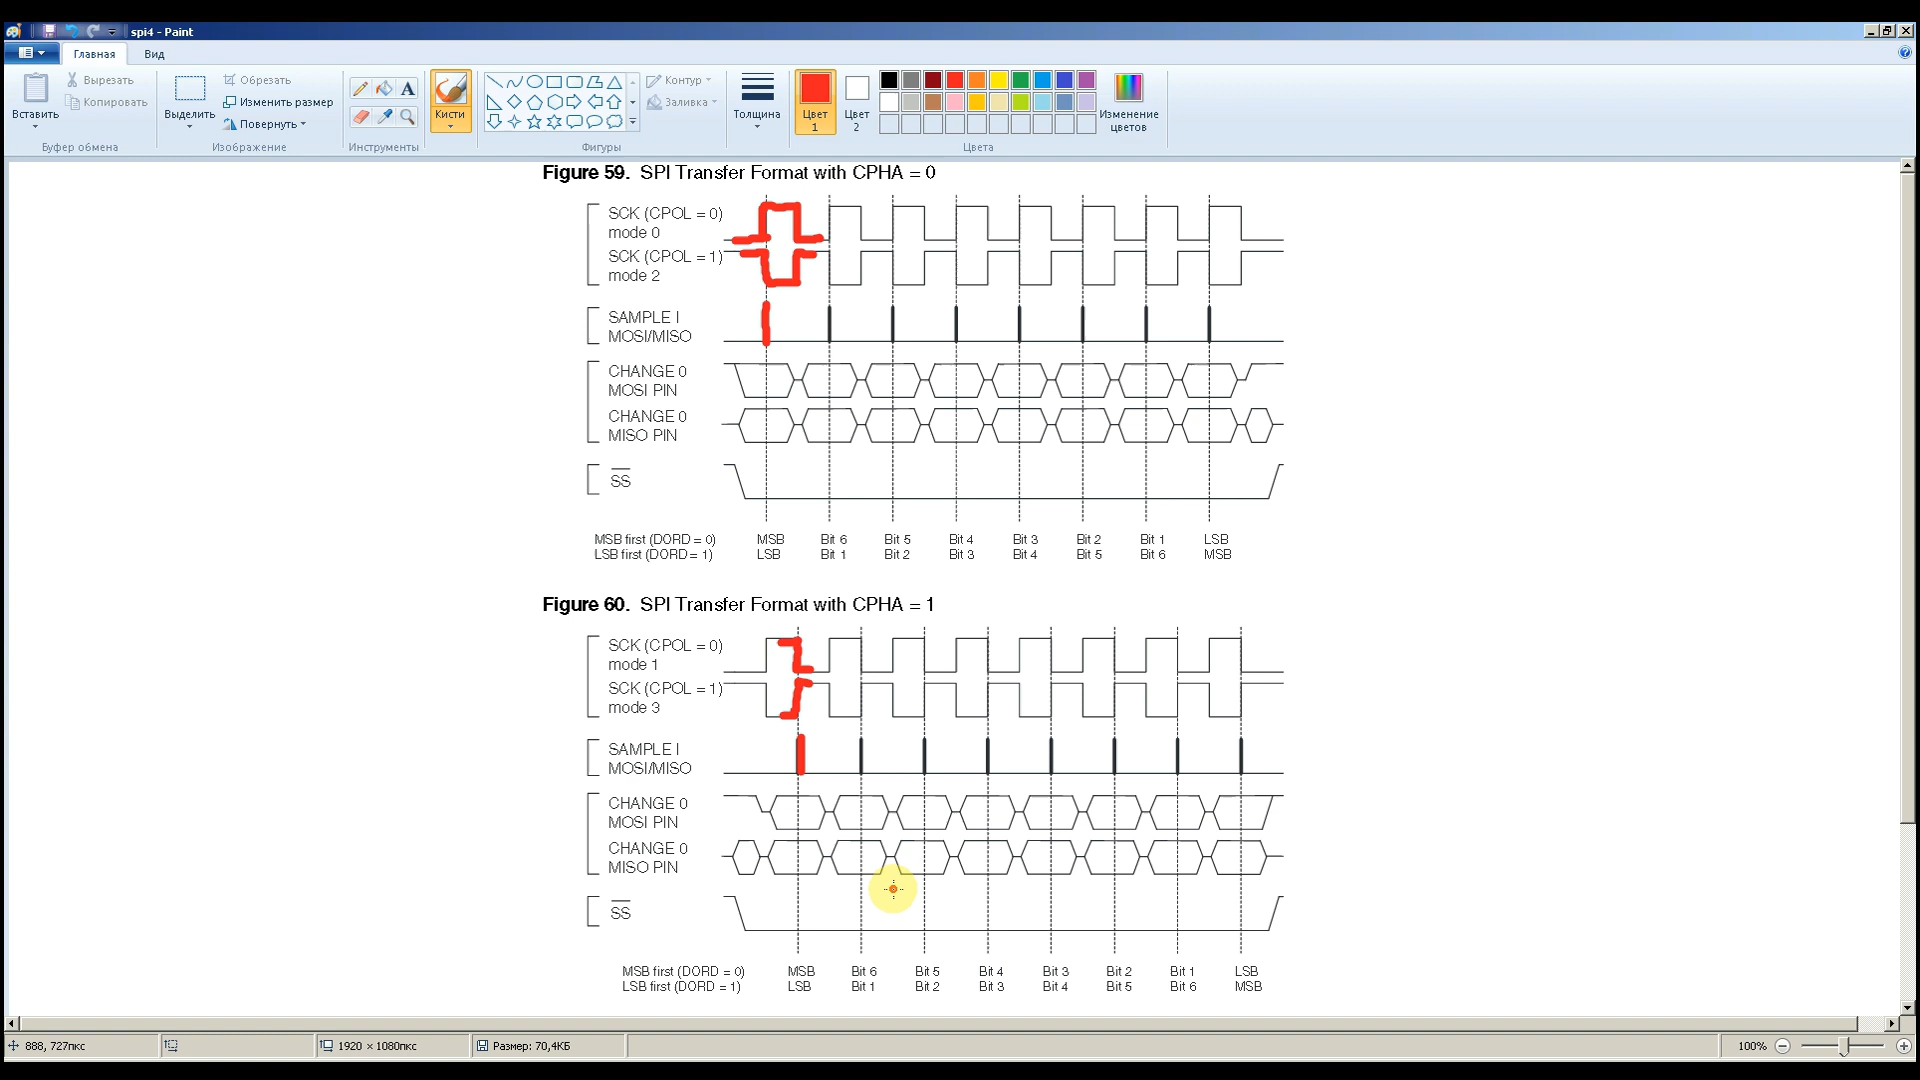 spi4 - Paint
Главная Вид
Вставить
Вырезать
Копировать
Буфер обмена
Выделить
Обрезать
Изменить размер
Повернуть
Изображение
A
Инструменты
Кисти
Контур
Заливка
Фигуры
Толщина
Цвет 1
Цвет 2
Изменение цветов
Цвета
Figure 59. SPI Transfer Format with CPHA = 0
SCK (CPOL = 0)
mode 0
SCK (CPOL = 1)
mode 2
SAMPLE I
MOSI/MISO
CHANGE 0
MOSI PIN
CHANGE 0
MISO PIN
SS
MSB first (DORD = 0) MSB Bit 6 Bit 5 Bit 4 Bit 3 Bit 2 Bit 1 LSB
LSB first (DORD = 1) LSB Bit 1 Bit 2 Bit 3 Bit 4 Bit 5 Bit 6 MSB
Figure 60. SPI Transfer Format with CPHA = 1
SCK (CPOL = 0)
mode 1
SCK (CPOL = 1)
mode 3
SAMPLE I
MOSI/MISO
CHANGE 0
MOSI PIN
CHANGE 0
MISO PIN
SS
MSB first (DORD = 0) MSB Bit 6 Bit 5 Bit 4 Bit 3 Bit 2 Bit 1 LSB
LSB first (DORD = 1) LSB Bit 1 Bit 2 Bit 3 Bit 4 Bit 5 Bit 6 MSB
888, 727пкс 1920 × 1080пкс Размер: 70,4КБ 100%